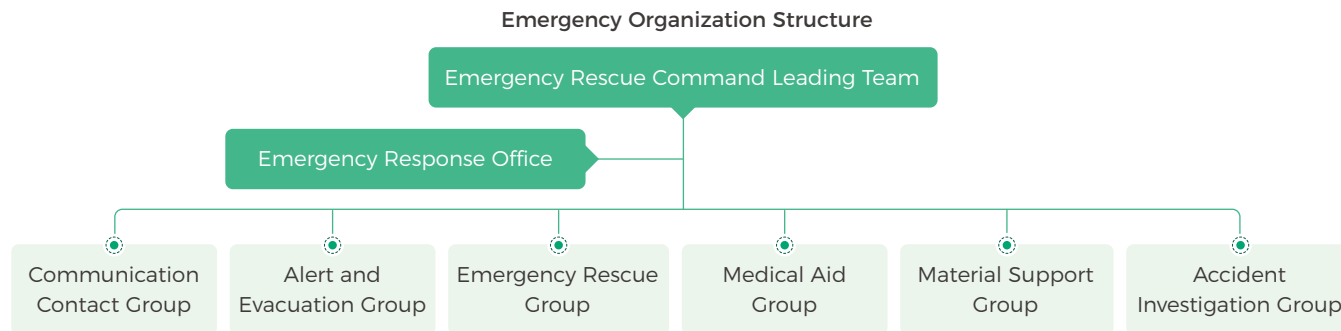 Emergency Organization Structure
Emergency Rescue Command Leading Team
Emergency Response Office
Communication
Contact Group
Alert and
Evacuation Group
Emergency Rescue
Group
Medical Aid
Group
Material Support
Group
Accident
Investigation Group